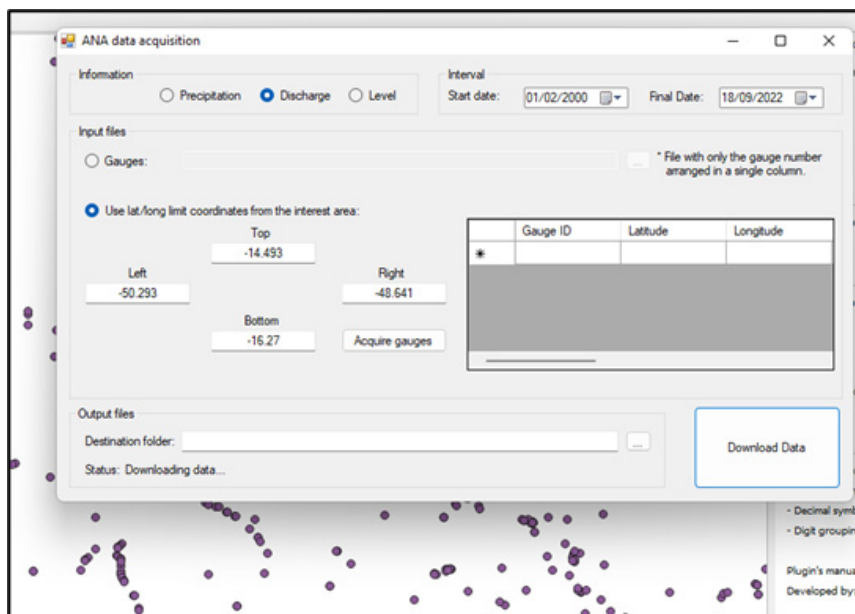 ANA data acquisition
Information
Precipitation Discharge Level
Interval
Start date: 01/02/2000 Final Date: 18/09/2022
Input files
Gauges: ... * File with only the gauge number
arranged in a single column.
Use lat/long limit coordinates from the interest area:
Top
-14.493
Left Right
-50.293 -48.641
Bottom
-16.27 Acquire gauges
Gauge ID Latitude Longitude
Output files
Destination folder: ...
Status: Downloading data...
Download Data
- Decimal symb
- Digit groupin
Plugin's manua
Developed by: